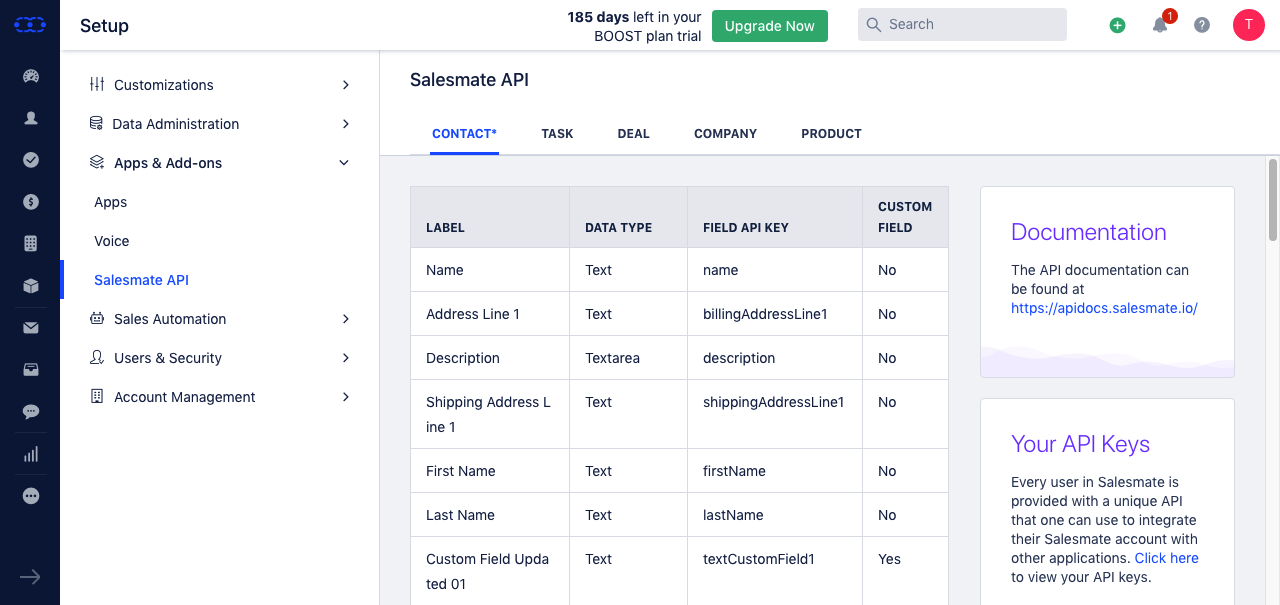 Setup
185 days left in your
BOOST plan trial
Upgrade Now
Search
1
T
Customizations
Data Administration
Apps & Add-ons
Apps
Voice
Salesmate API
Sales Automation
Users & Security
Account Management
Salesmate API
CONTACT* TASK DEAL COMPANY PRODUCT
LABEL DATA TYPE FIELD API KEY CUSTOM
FIELD
Name Text name No
Address Line 1 Text billingAddressLine1 No
Description Textarea description No
Shipping Address L Text shippingAddressLine1 No
ine 1
First Name Text firstName No
Last Name Text lastName No
Custom Field Upda Text textCustomField1 Yes
ted 01
Documentation
The API documentation can
be found at
https://apidocs.salesmate.io/
Your API Keys
Every user in Salesmate is
provided with a unique API
that one can use to integrate
their Salesmate account with
other applications. Click here
to view your API keys.